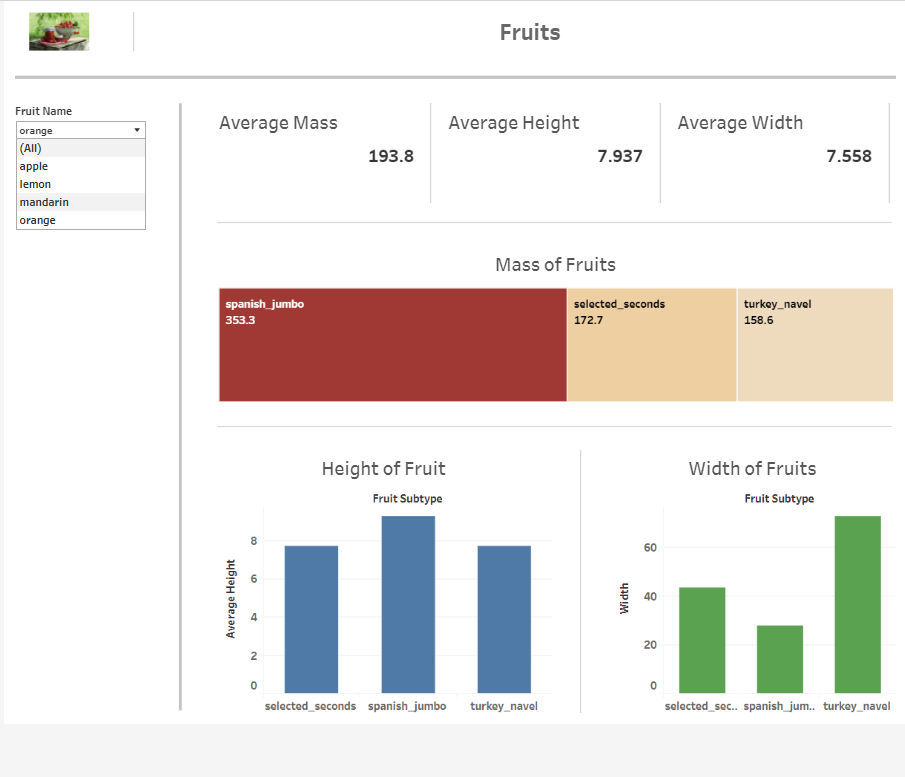 Fruits
Fruit Name
orange
(All)
apple
lemon
mandarin
orange
Average Mass
193.8
Average Height
7.937
Average Width
7.558
Mass of Fruits
spanish_jumbo
353.3
selected_seconds
172.7
turkey_navel
158.6
Height of Fruit
Fruit Subtype
Average Height
8
6
4
2
0
selected_seconds
spanish_jumbo
turkey_navel
Width of Fruits
Fruit Subtype
Width
60
40
20
0
selected_sec..
spanish_jum..
turkey_navel